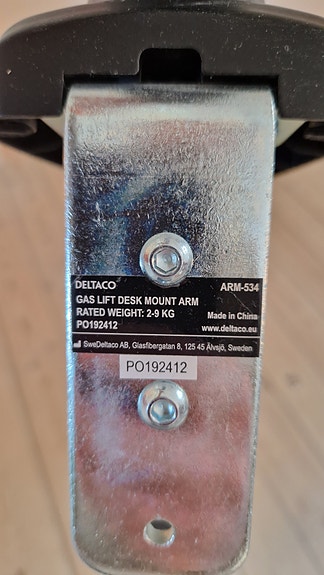 DELTACO ARM-534
GAS LIFT DESK MOUNT ARM
RATED WEIGHT: 2-9 KG Made in China
PO192412 www.deltaco.eu
SweDeltaco AB, Glasfibergatan 8, 125 45 Älvsjö, Sweden
PO192412